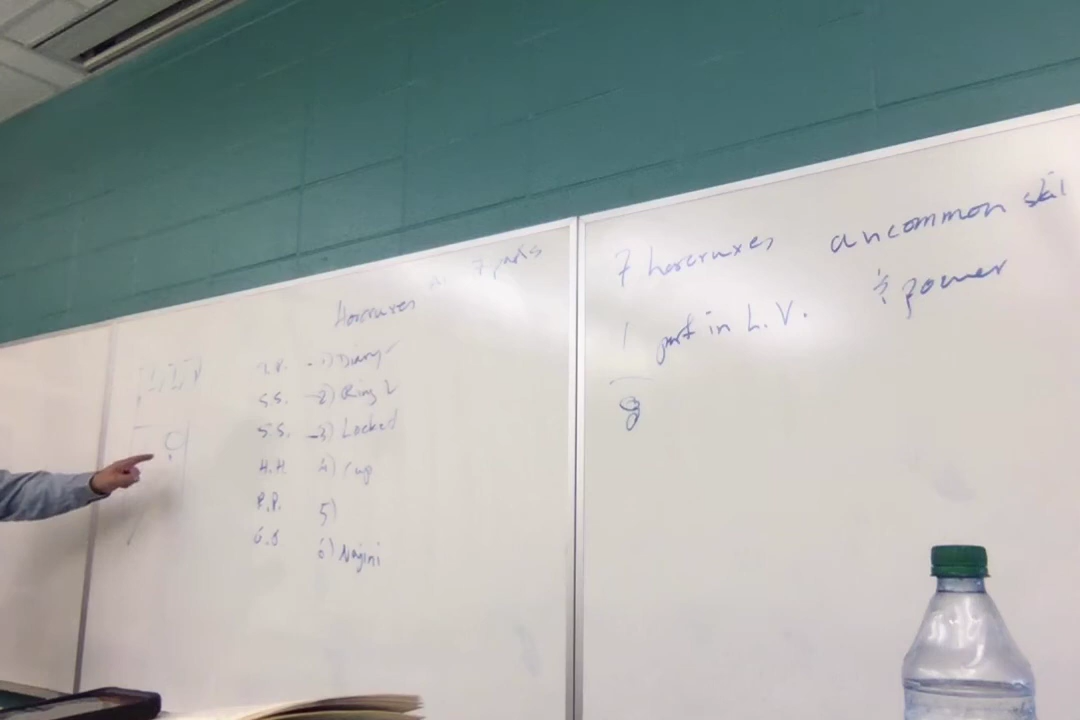 Horcruxes 7 parts
T.R. - 1) Diary
S.S. - 2) Ring
S.S. - 3) Locket
H.H 4) Cup
R.R. 5)
G.G 6) Nagini
7 horcruxes
1 part in L.V.
8
uncommon
& power